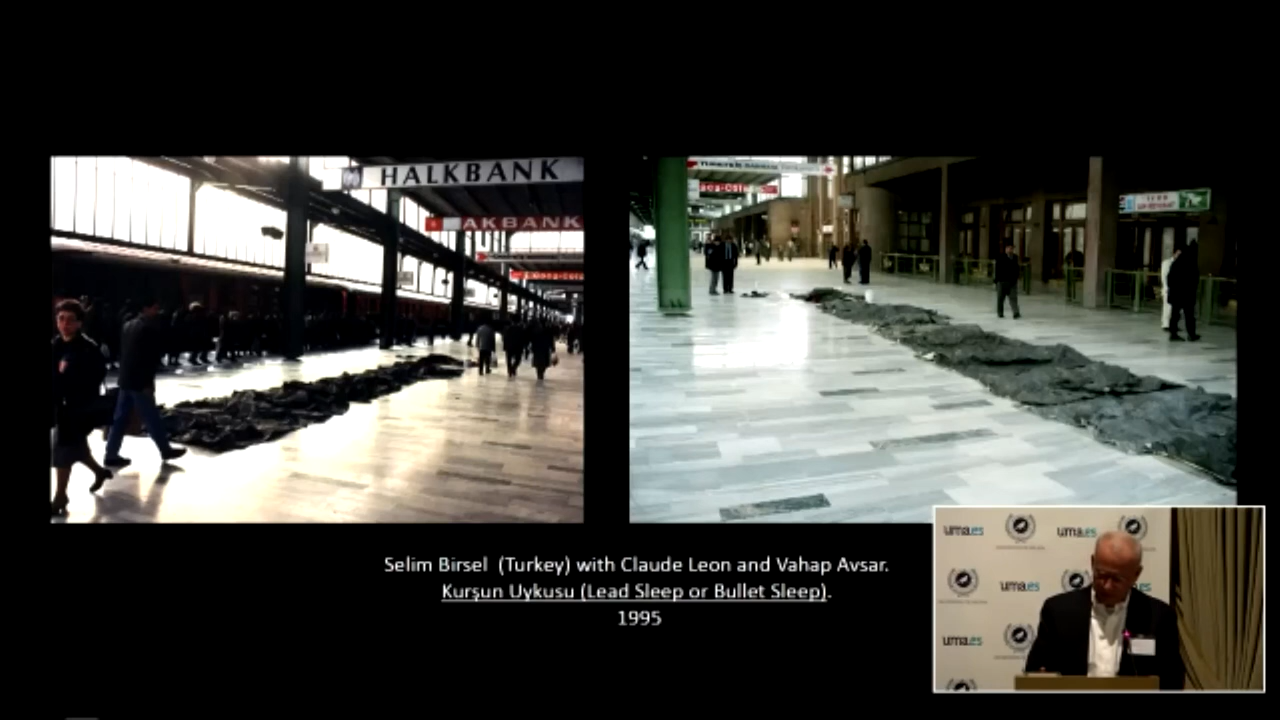 HALKBANK
AKBANK
Selim Birsel  (Turkey) with Claude Leon and Vahap Avsar.
Kurşun Uykusu (Lead Sleep or Bullet Sleep).
1995
uma.es
uma.es
uma.es
uma.es